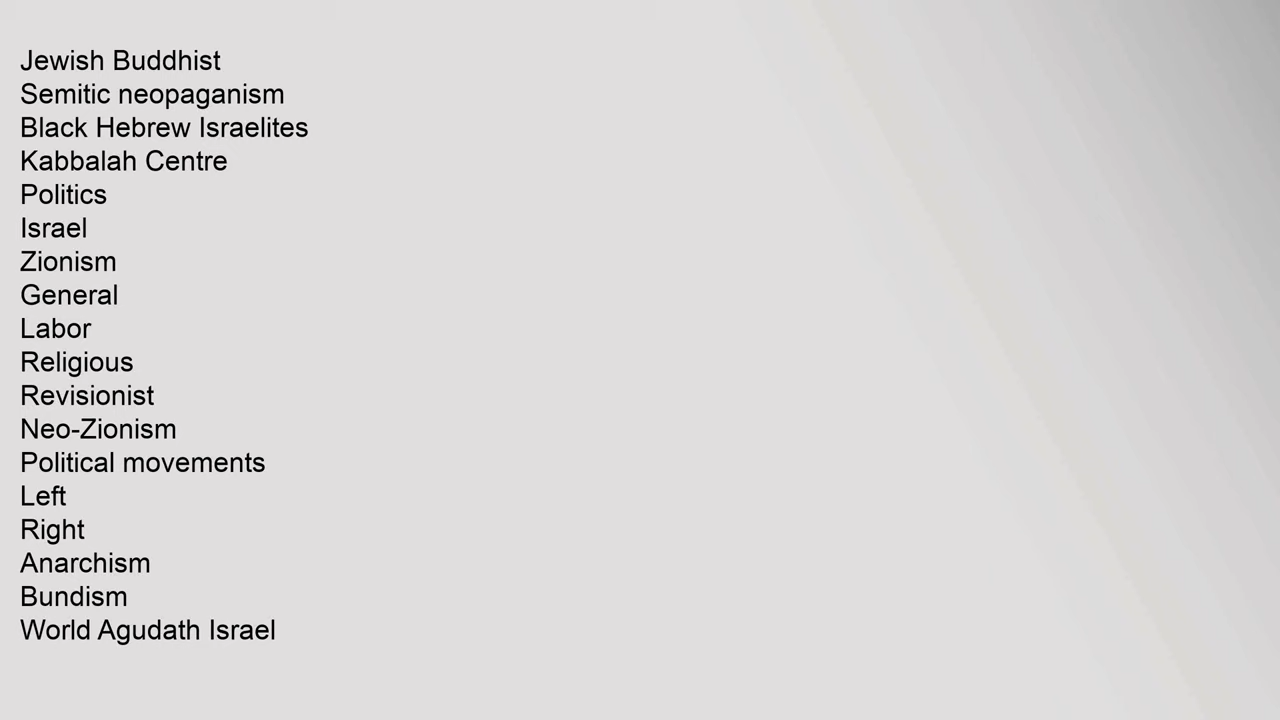 Jewish Buddhist
Semitic neopaganism
Black Hebrew Israelites
Kabbalah Centre
Politics
Israel
Zionism
General
Labor
Religious
Revisionist
Neo-Zionism
Political movements
Left
Right
Anarchism
Bundism
World Agudath Israel